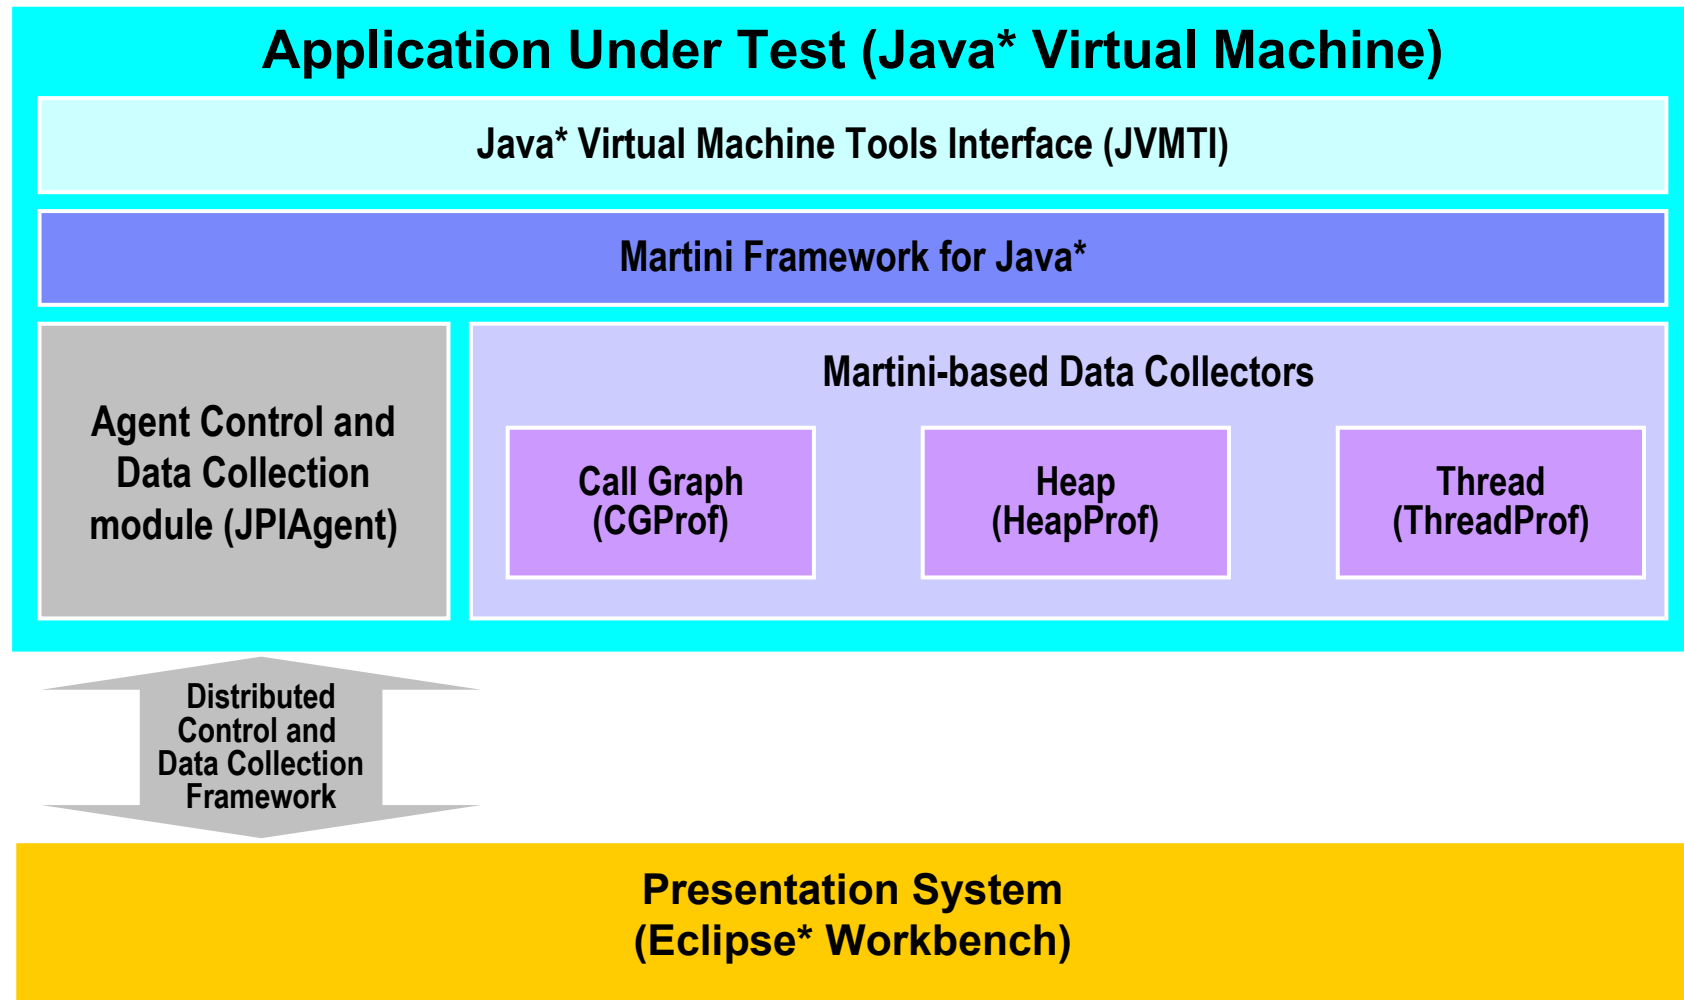 Application Under Test (Java* Virtual Machine)
Java* Virtual Machine Tools Interface (JVMTI)
Martini Framework for Java*
Agent Control and
Data Collection
module (JPIAgent)
Martini-based Data Collectors
Call Graph
(CGProf)
Heap
(HeapProf)
Thread
(ThreadProf)
Distributed
Control and
Data Collection
Framework
Presentation System
(Eclipse* Workbench)